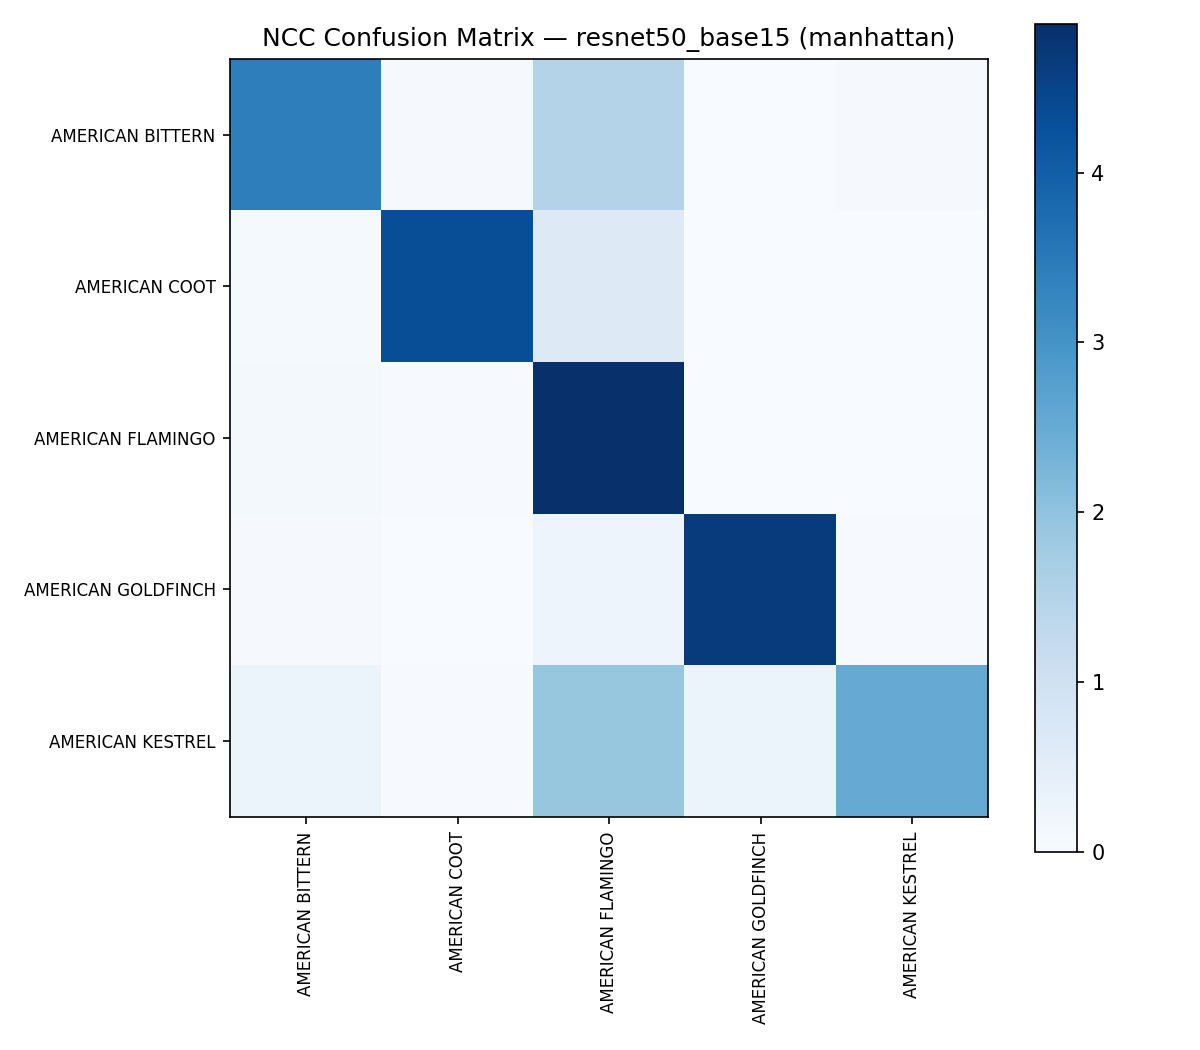 NCC Confusion Matrix — resnet50_base15 (manhattan)
AMERICAN BITTERN
AMERICAN COOT
AMERICAN FLAMINGO
AMERICAN GOLDFINCH
AMERICAN KESTREL
AMERICAN BITTERN
AMERICAN COOT
AMERICAN FLAMINGO
AMERICAN GOLDFINCH
AMERICAN KESTREL
4
3
2
1
0